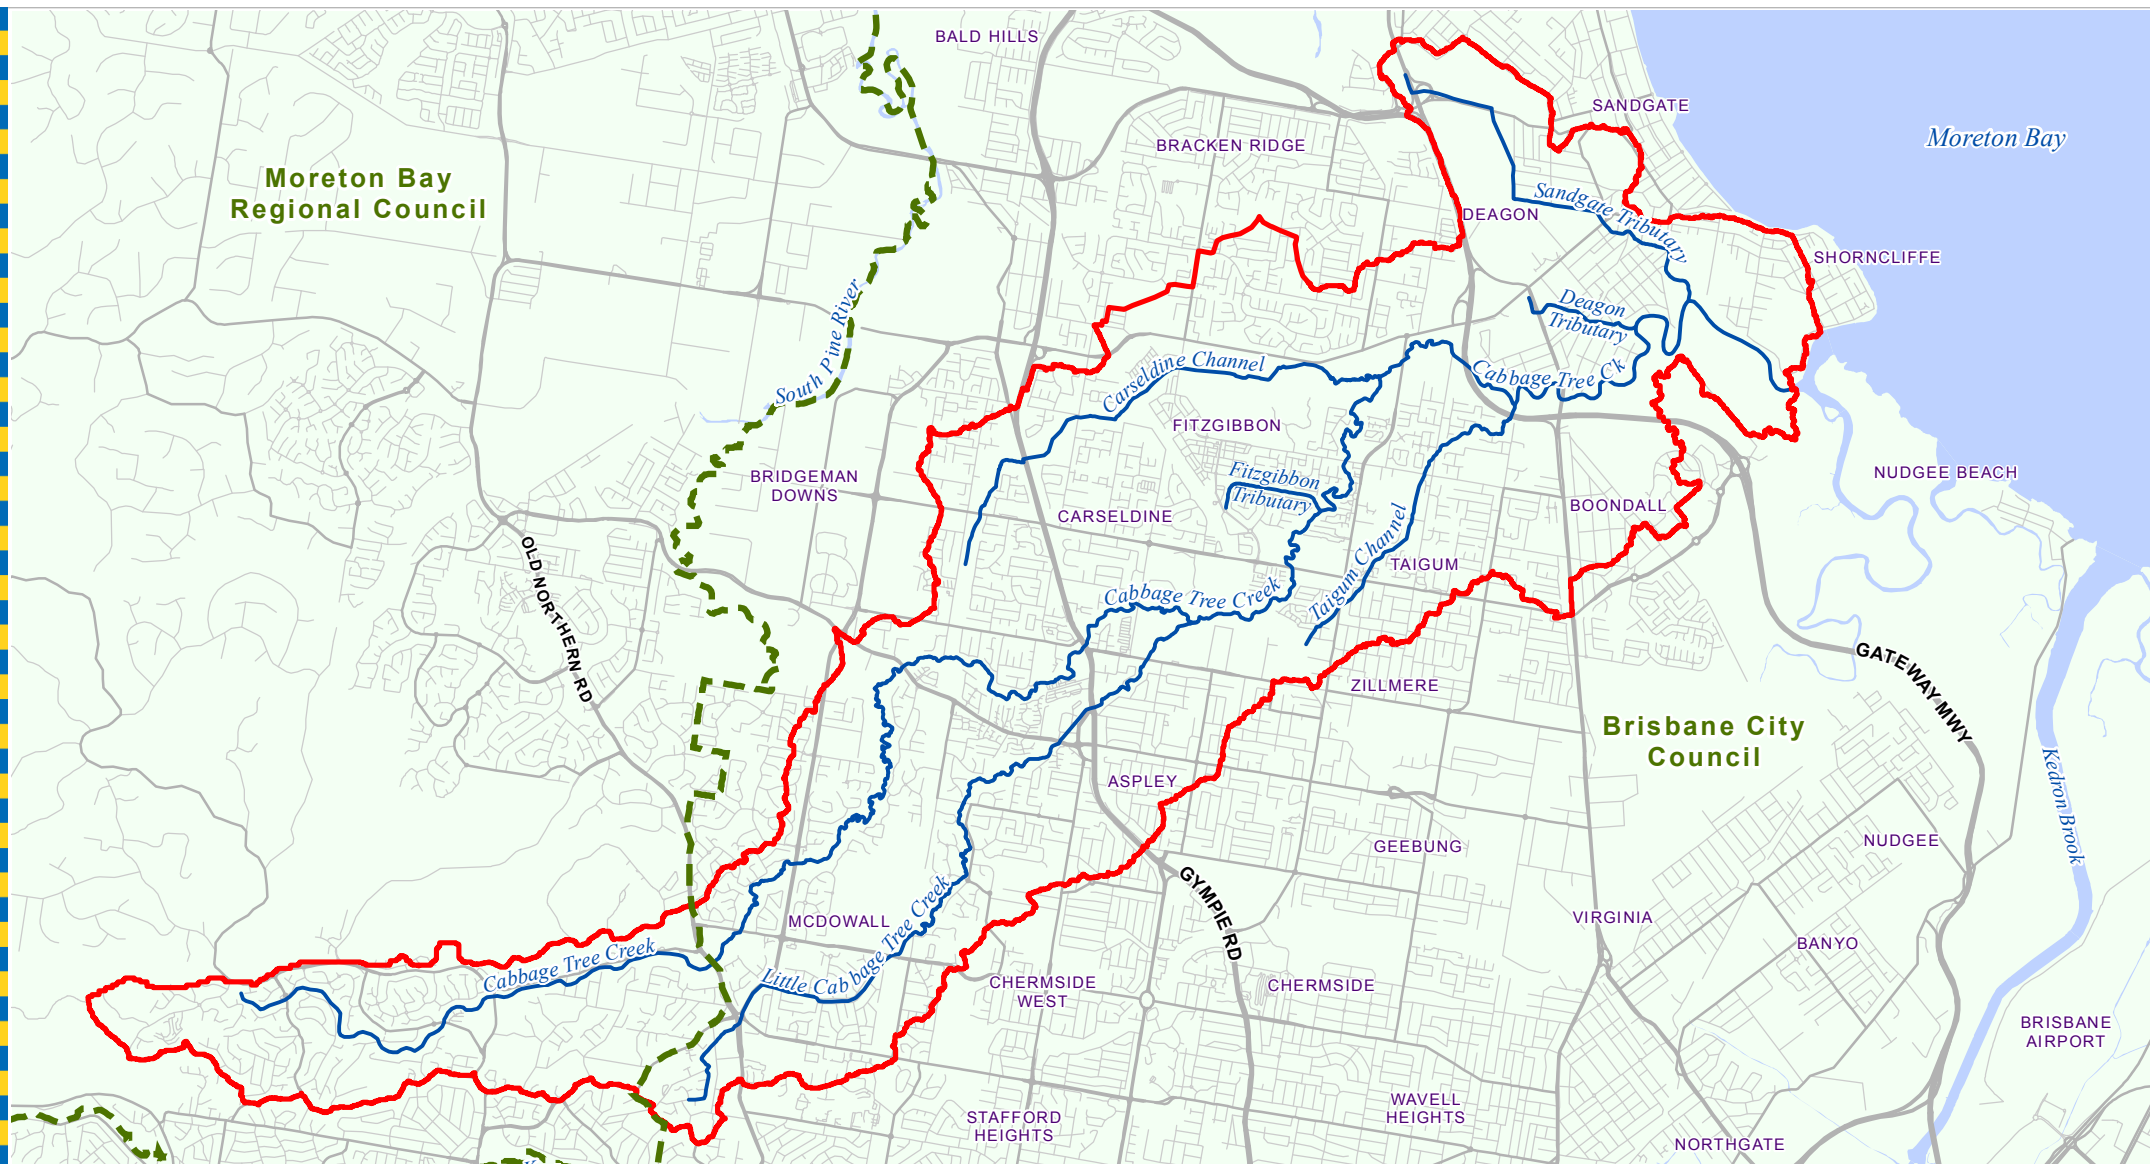 BALD HILLS
SANDGATE
Moreton Bay
BRACKEN RIDGE
Moreton Bay
Regional Council
Sandgate Tributary
DEAGON
SHORNCLIFFE
South Pine River
Deagon
Tributary
Carseldine Channel
Cabbage Tree Ck
FITZGIBBON
BRIDGEMAN
DOWNS
Fitzgibbon
Tributary
NUDGEE BEACH
CARSELDINE
BOONDALL
OLD NORTHERN RD
Taigum Channel
TAIGUM
Cabbage Tree Creek
GATEWAY MWY
ZILLMERE
Brisbane City
Council
Kedron Brook
ASPLEY
GEEBUNG
NUDGEE
GYMPIE RD
MCDOWALL
VIRGINIA
BANYO
Little Cabbage Tree Creek
Cabbage Tree Creek
CHERMSIDE
WEST
CHERMSIDE
BRISBANE
AIRPORT
STAFFORD
HEIGHTS
WAVELL
HEIGHTS
NORTHGATE